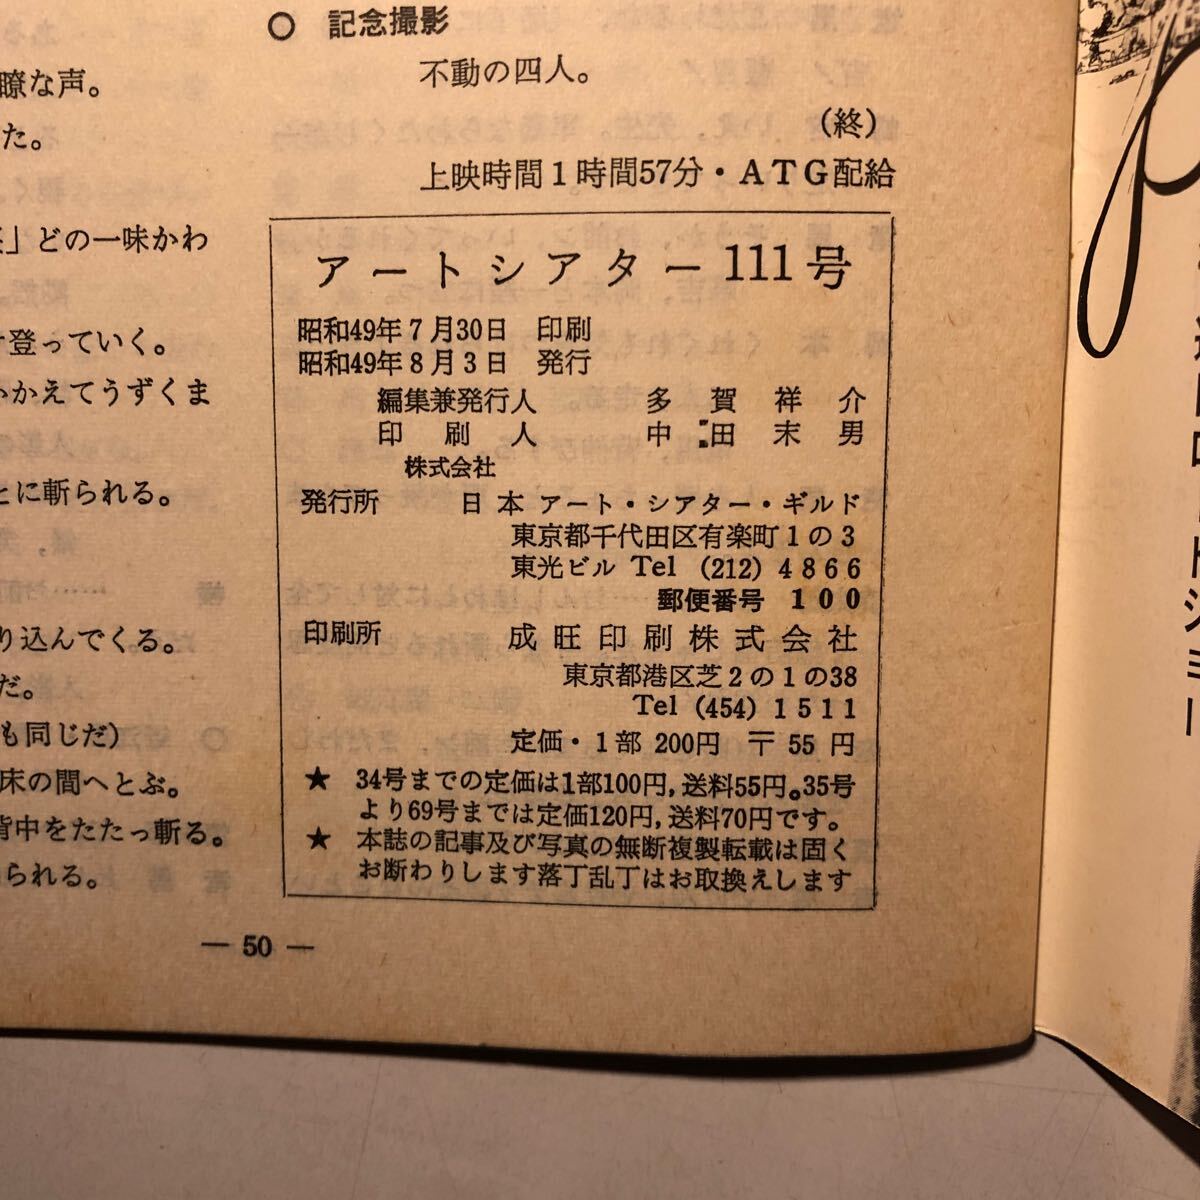 ○ 記念撮影
不動の四人。
（終）
上映時間１時間57分・ＡＴＧ配給
瞭な声。
た。
」どの一味かわ
登っていく。
かかえてうずくま
とに斬られる。
り込んでくる。
だ。
も同じだ）
床の間へとぶ。
背中をたたっ斬る。
られる。
アートシアター111号
昭和49年７月30日　印刷
昭和49年８月３日　発行
編集兼発行人　多賀祥介
印刷人　中田末男
株式会社
発行所　日本アート・シアター・ギルド
東京都千代田区有楽町１の３
東光ビル Tel (212) 4866
郵便番号 100
印刷所　成旺印刷株式会社
東京都港区芝２の１の38
Tel (454) 1511
定価・１部 200円 〒55円
★ 34号までの定価は1部100円,送料55円。35号
より69号までは定価120円,送料70円です。
★ 本誌の記事及び写真の無断複製転載は固く
お断わりします落丁乱丁はお取換えします
— 50 —